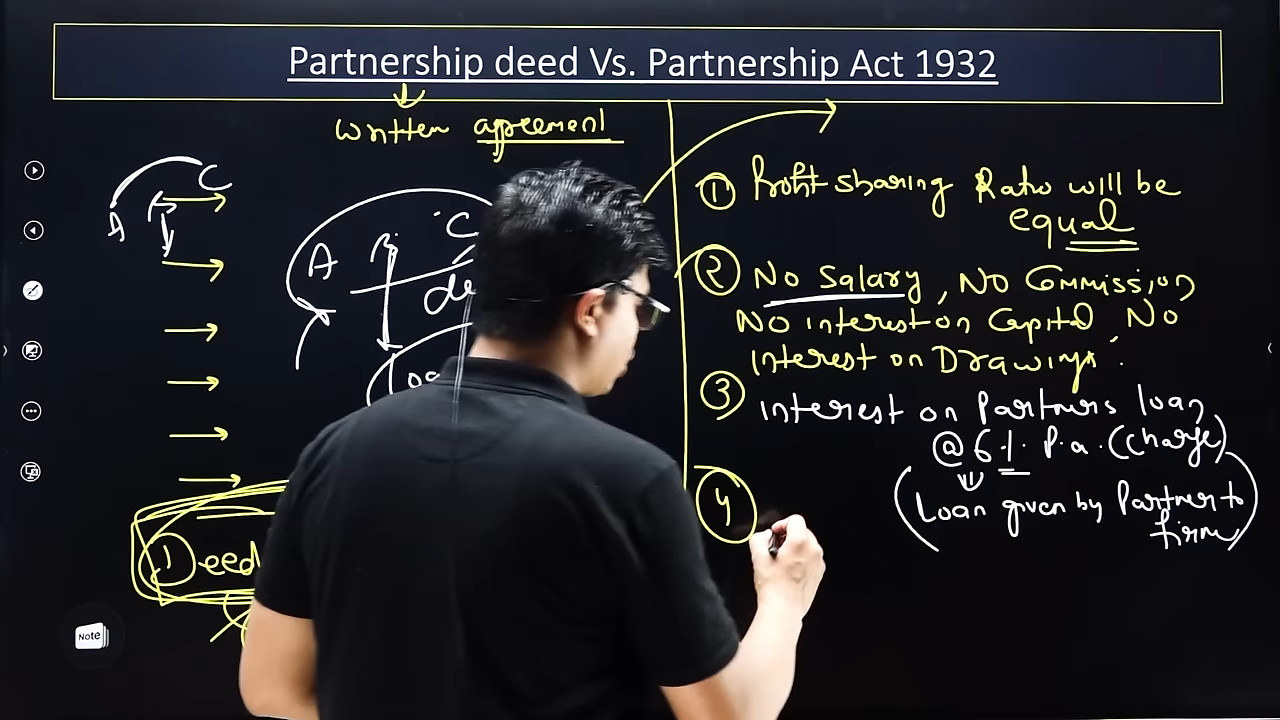 Partnership deed Vs. Partnership Act 1932
Written agreement
A C
A B C
de
Loa
① Profit sharing Ratio will be
equal
② No Salary, No Commission
No interest on Capital, No
Interest on Drawings.
③ interest on Partners loan
@ 6%. P.a. (charge)
(Loan given by Partner to
firm)
④
① Deed
Note